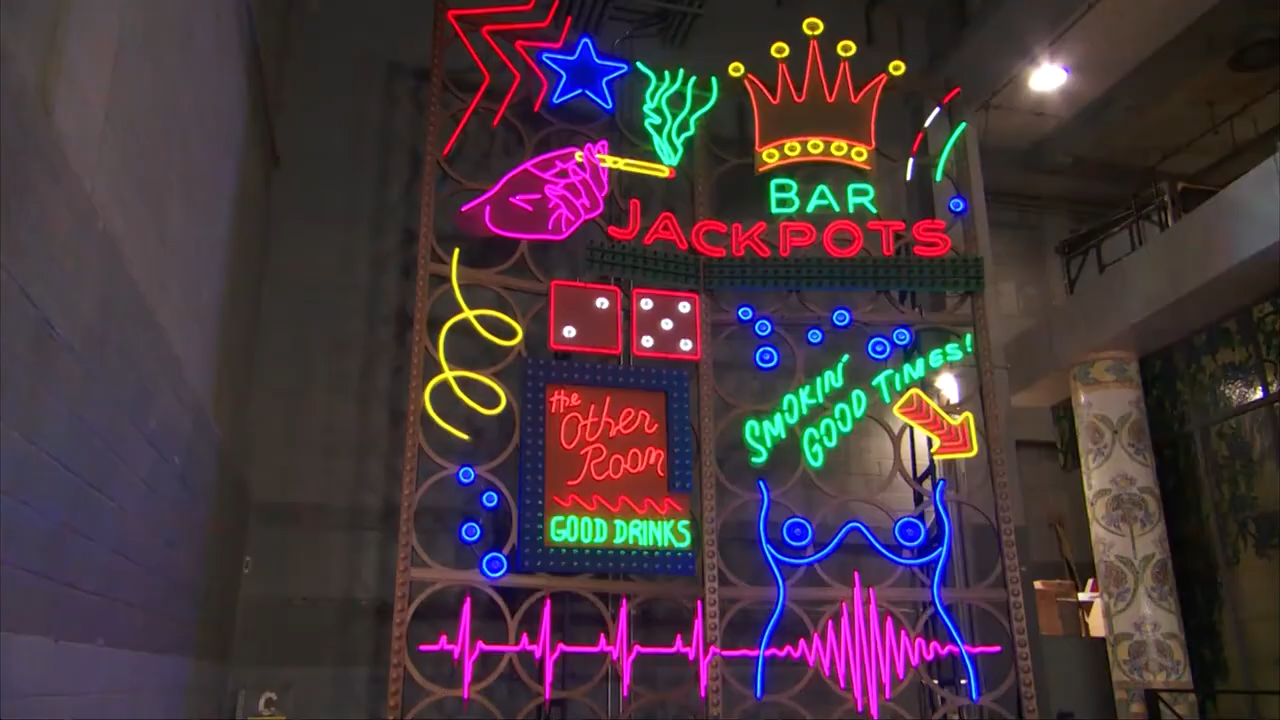 BAR
JACKPOTS
the
Other
Room
GOOD DRINKS
SMOKIN'
GOOD TIMES!
C